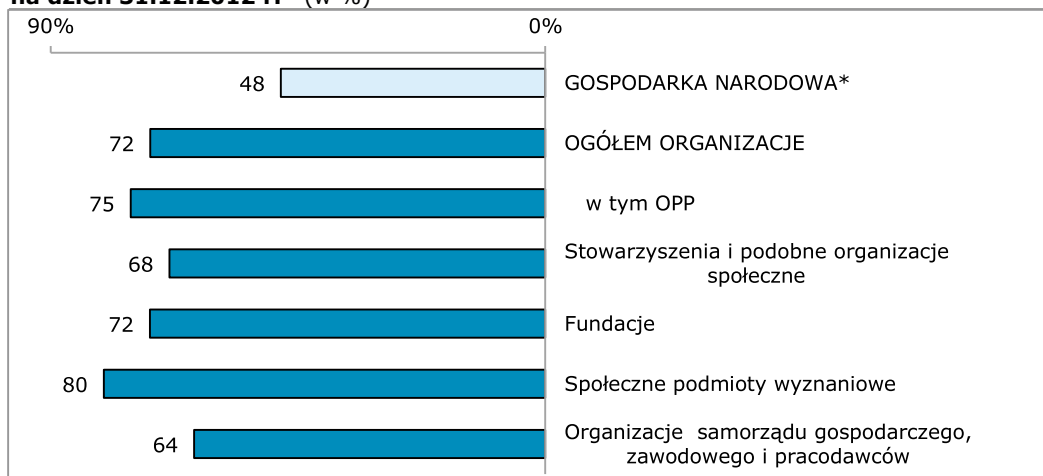 na dzień 31.12.2012 r. (w %)
90% 0%
48 GOSPODARKA NARODOWA*
72 OGÓŁEM ORGANIZACJE
75 w tym OPP
68 Stowarzyszenia i podobne organizacje
społeczne
72 Fundacje
80 Społeczne podmioty wyznaniowe
64 Organizacje samorządu gospodarczego,
zawodowego i pracodawców